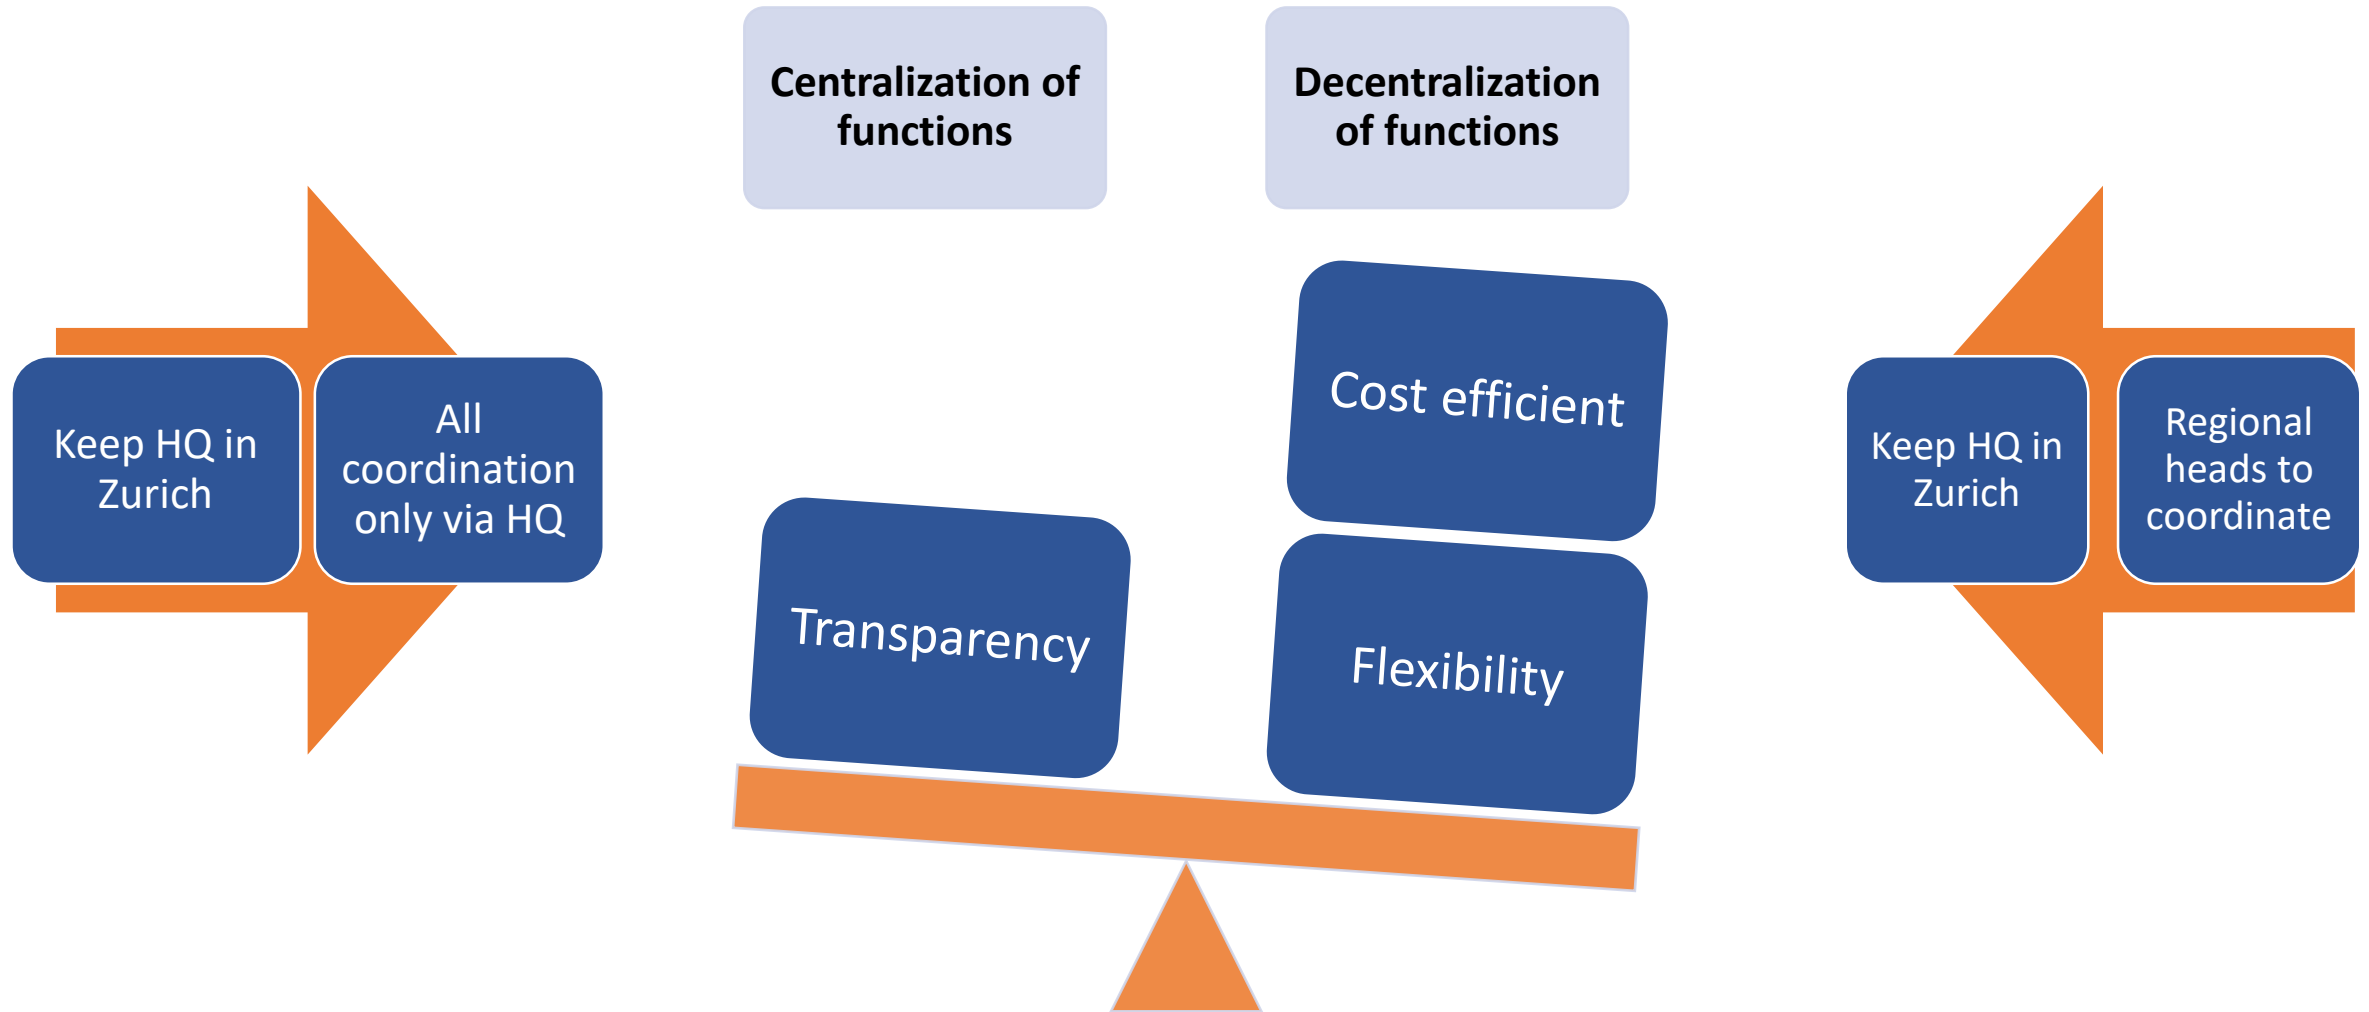 Centralization of
functions
Decentralization
of functions
Keep HQ in
Zurich
All
coordination
only via HQ
Transparency
Cost efficient
Flexibility
Keep HQ in
Zurich
Regional
heads to
coordinate